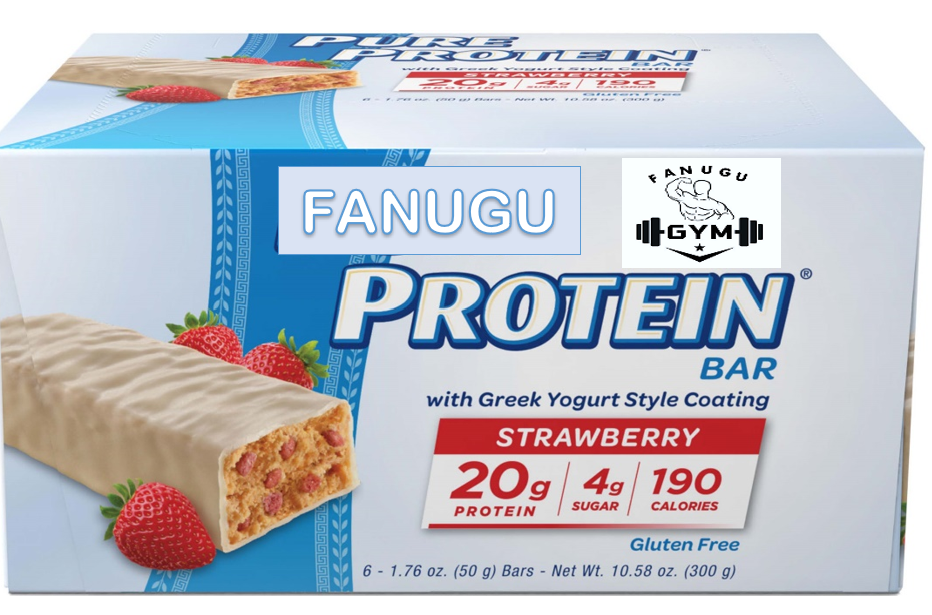 PURE
PROTEIN™
BAR
with Greek Yogurt Style Coating
STRAWBERRY
20g PROTEIN 4g SUGAR 190 CALORIES
Gluten Free
6 - 1.76 oz. (50 g) Bars - Net Wt. 10.58 oz. (300 g)
FANUGU
FANUGU
GYM
PROTEIN®
BAR
with Greek Yogurt Style Coating
STRAWBERRY
20g 4g 190
PROTEIN SUGAR CALORIES
Gluten Free
6 - 1.76 oz. (50 g) Bars - Net Wt. 10.58 oz. (300 g)